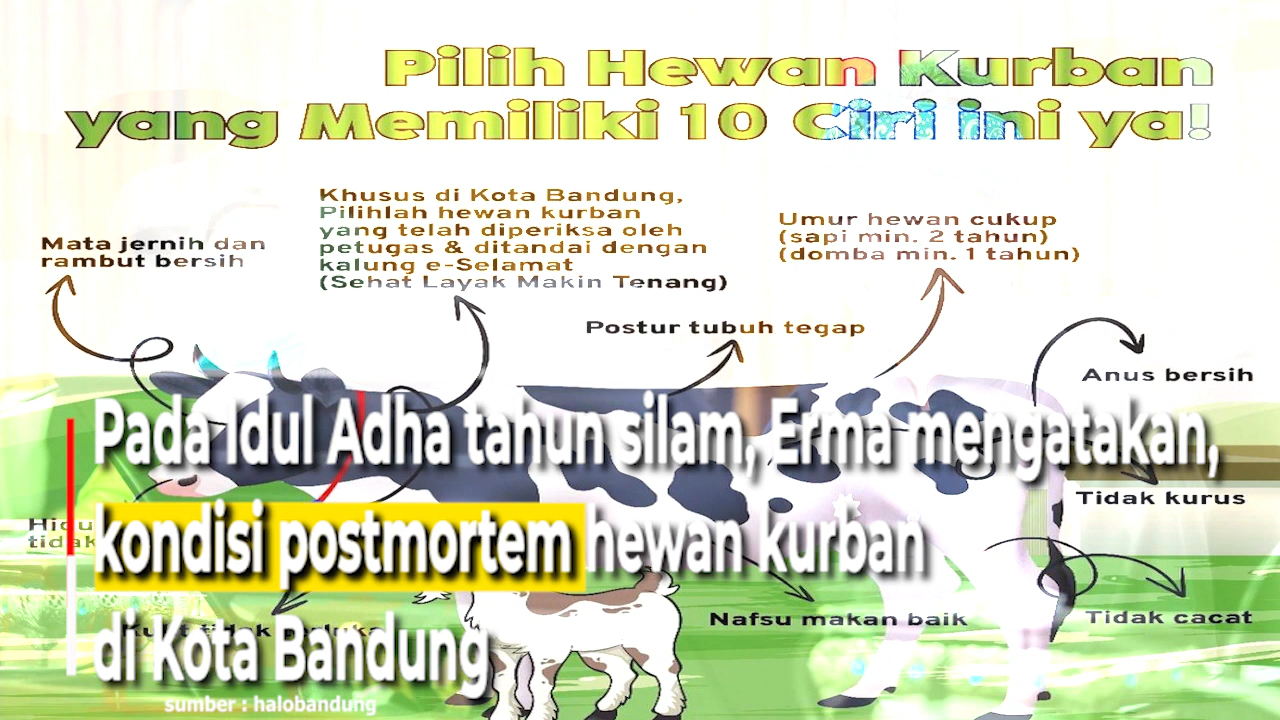 Pilih Hewan Kurban
yang Memiliki 10 Ciri ini ya!
Khusus di Kota Bandung,
Pilihlah hewan kurban
yang telah diperiksa oleh
petugas & ditandai dengan
kalung e-Selamat
(Sehat Layak Makin Tenang)
Umur hewan cukup
(sapi min. 2 tahun)
(domba min. 1 tahun)
Mata jernih dan
rambut bersih
Postur tubuh tegap
Anus bersih
Pada Idul Adha tahun silam, Erma mengatakan,
Tidak kurus
kondisi postmortem hewan kurban
Nafsu makan baik
Tidak cacat
di Kota Bandung
sumber : halobandung